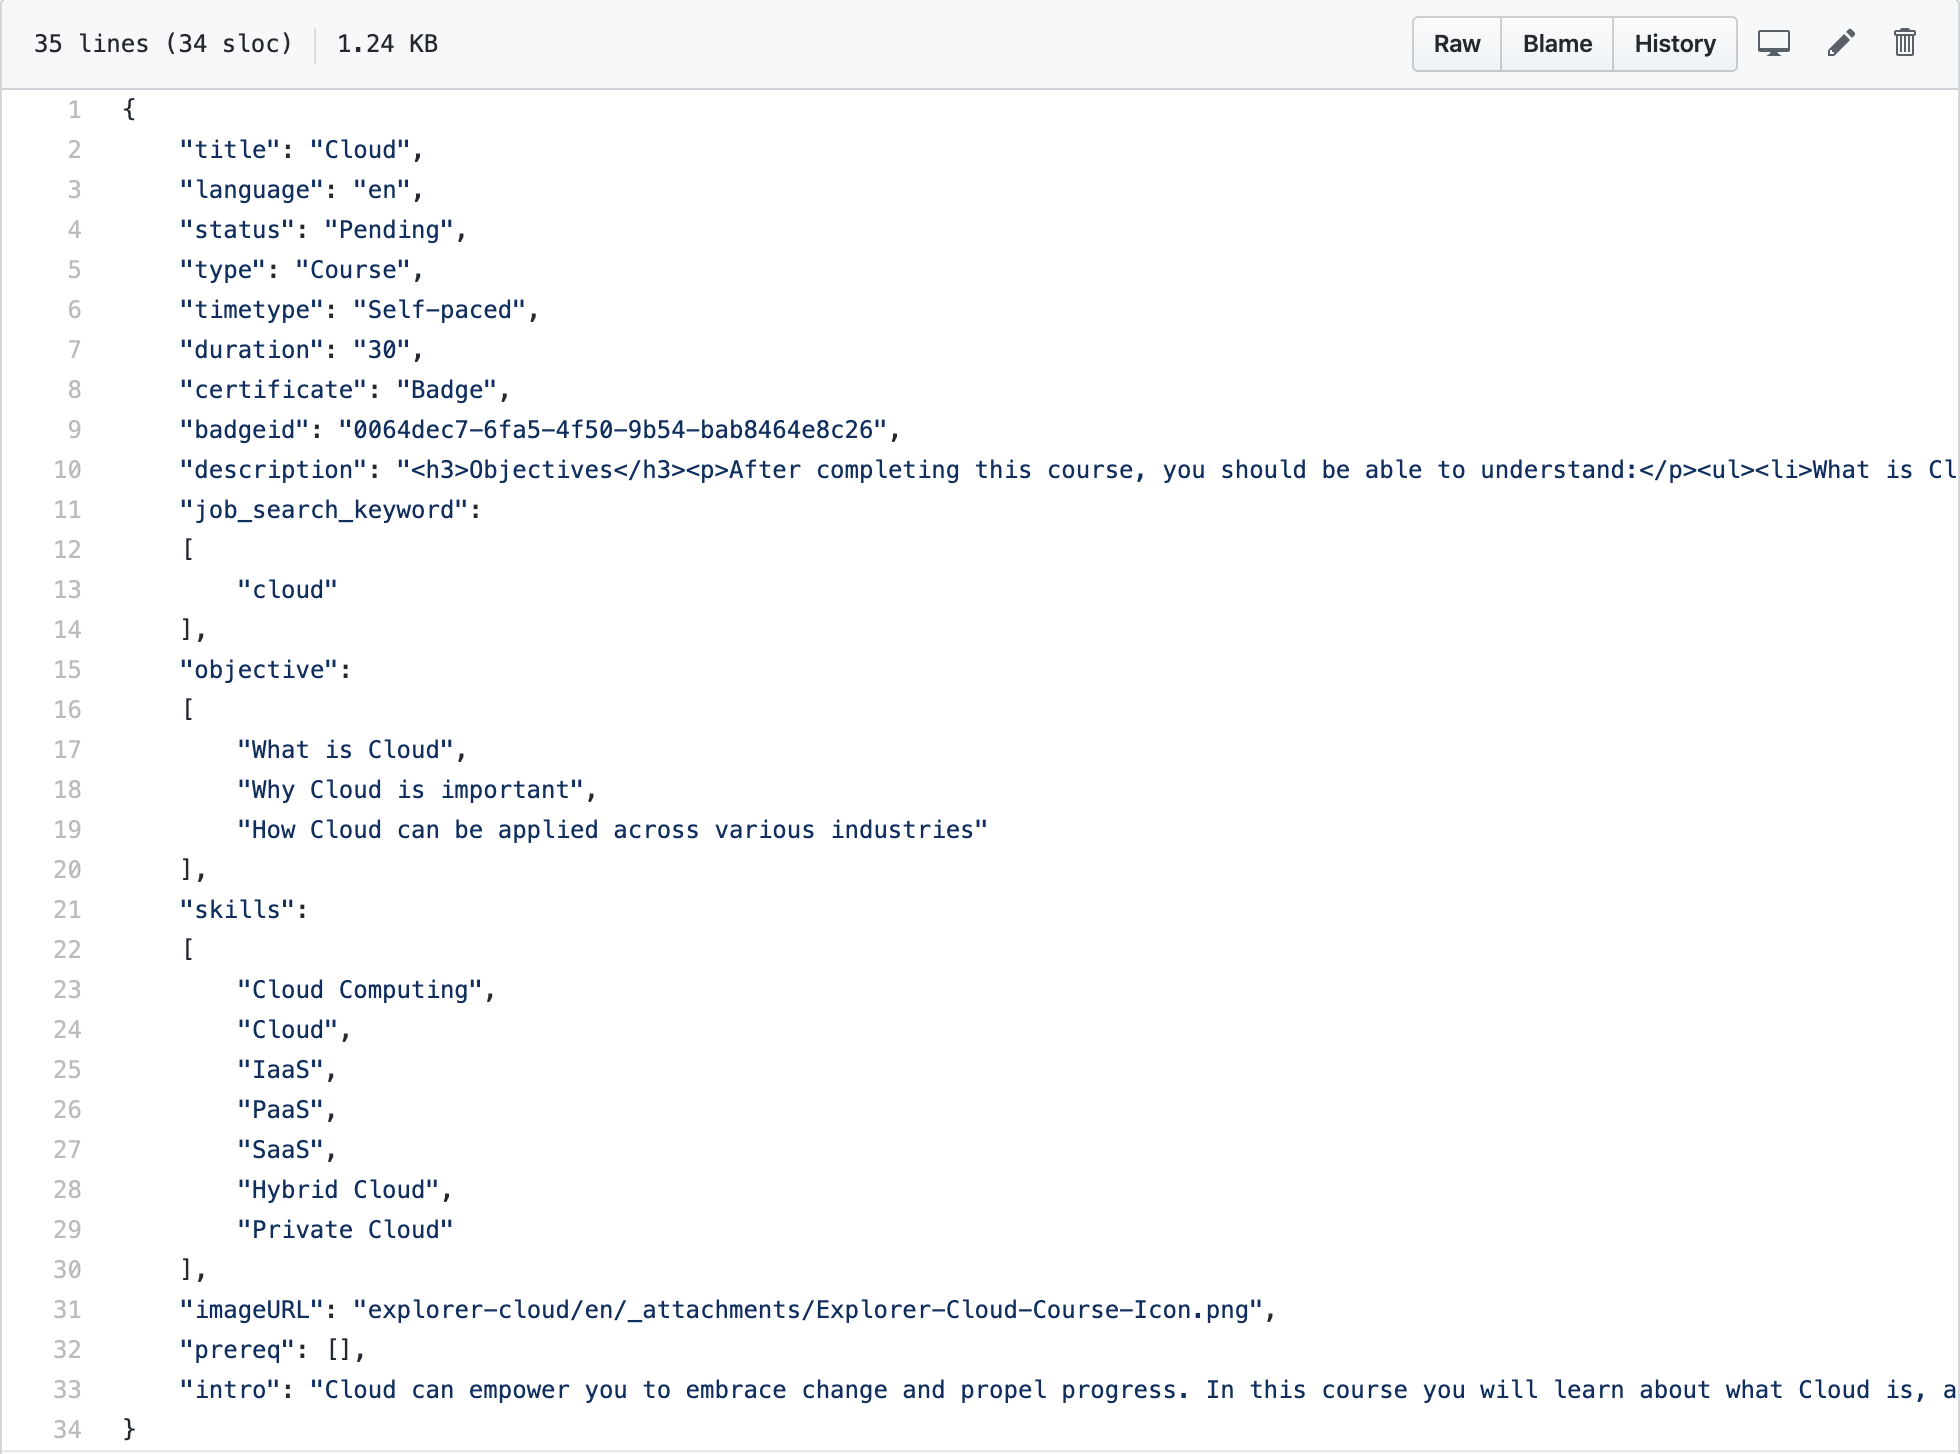 35 lines (34 sloc) 1.24 KB Raw Blame History
1 {
2 "title": "Cloud",
3 "language": "en",
4 "status": "Pending",
5 "type": "Course",
6 "timetype": "Self-paced",
7 "duration": "30",
8 "certificate": "Badge",
9 "badgeid": "0064dec7-6fa5-4f50-9b54-bab8464e8c26",
10 "description": "<h3>Objectives</h3><p>After completing this course, you should be able to understand:</p><ul><li>What is Cl
11 "job_search_keyword":
12 [
13 "cloud"
14 ],
15 "objective":
16 [
17 "What is Cloud",
18 "Why Cloud is important",
19 "How Cloud can be applied across various industries"
20 ],
21 "skills":
22 [
23 "Cloud Computing",
24 "Cloud",
25 "IaaS",
26 "PaaS",
27 "SaaS",
28 "Hybrid Cloud",
29 "Private Cloud"
30 ],
31 "imageURL": "explorer-cloud/en/_attachments/Explorer-Cloud-Course-Icon.png",
32 "prereq": [],
33 "intro": "Cloud can empower you to embrace change and propel progress. In this course you will learn about what Cloud is, a
34 }